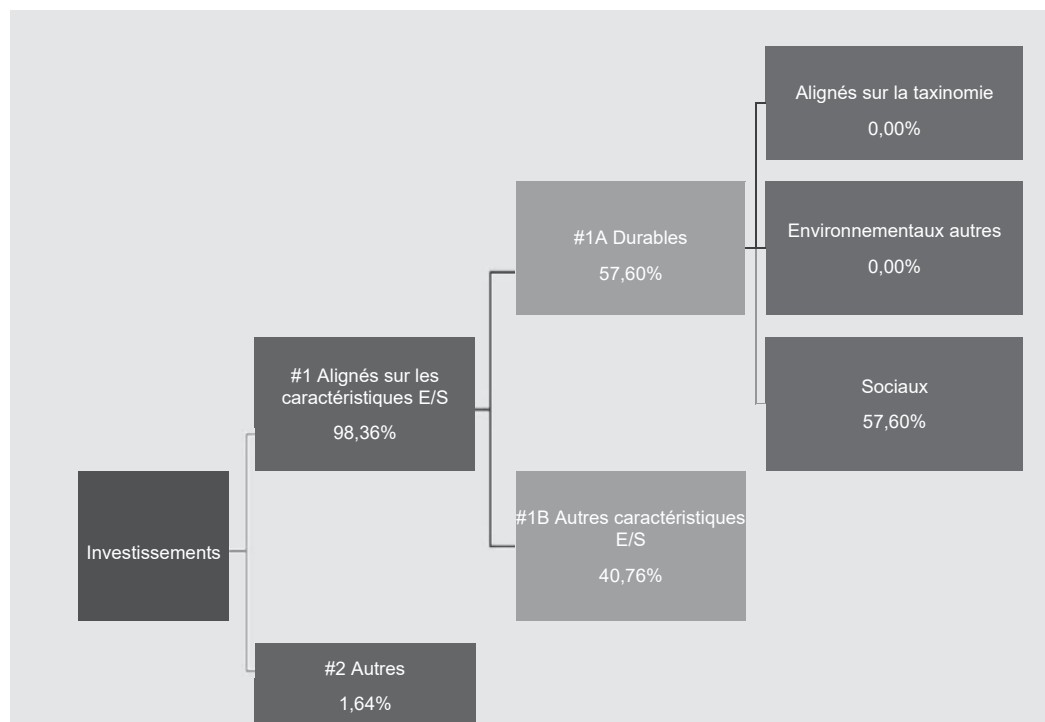 Alignés sur la taxinomie
0,00%
#1A Durables
57,60%
Environnementaux autres
0,00%
#1 Alignés sur les
caractéristiques E/S
98,36%
Sociaux
57,60%
Investissements
#1B Autres caractéristiques
E/S
40,76%
#2 Autres
1,64%